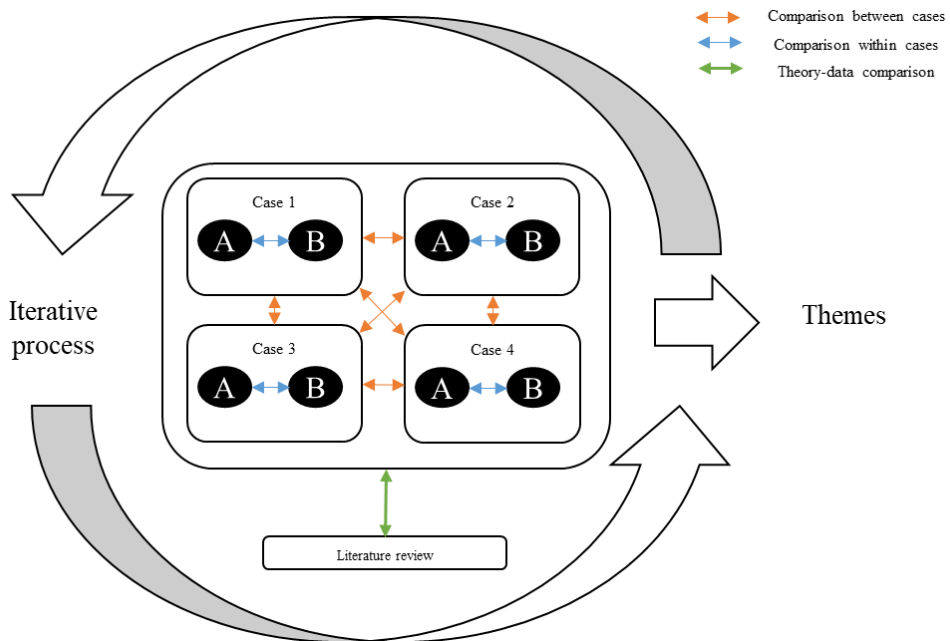 Comparison between cases
Comparison within cases
Theory-data comparison
Case 1
A B
Case 2
A B
Iterative
process
Case 3
A B
Case 4
A B
Themes
Literature review